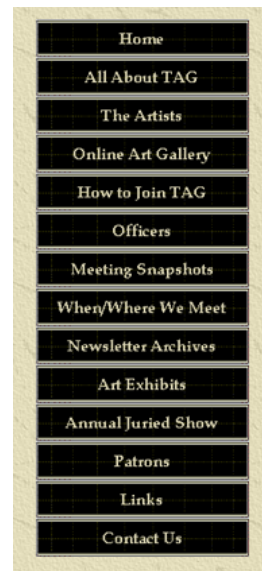 Home
All About TAG
The Artists
Online Art Gallery
How to Join TAG
Officers
Meeting Snapshots
When/Where We Meet
Newsletter Archives
Art Exhibits
Annual Juried Show
Patrons
Links
Contact Us